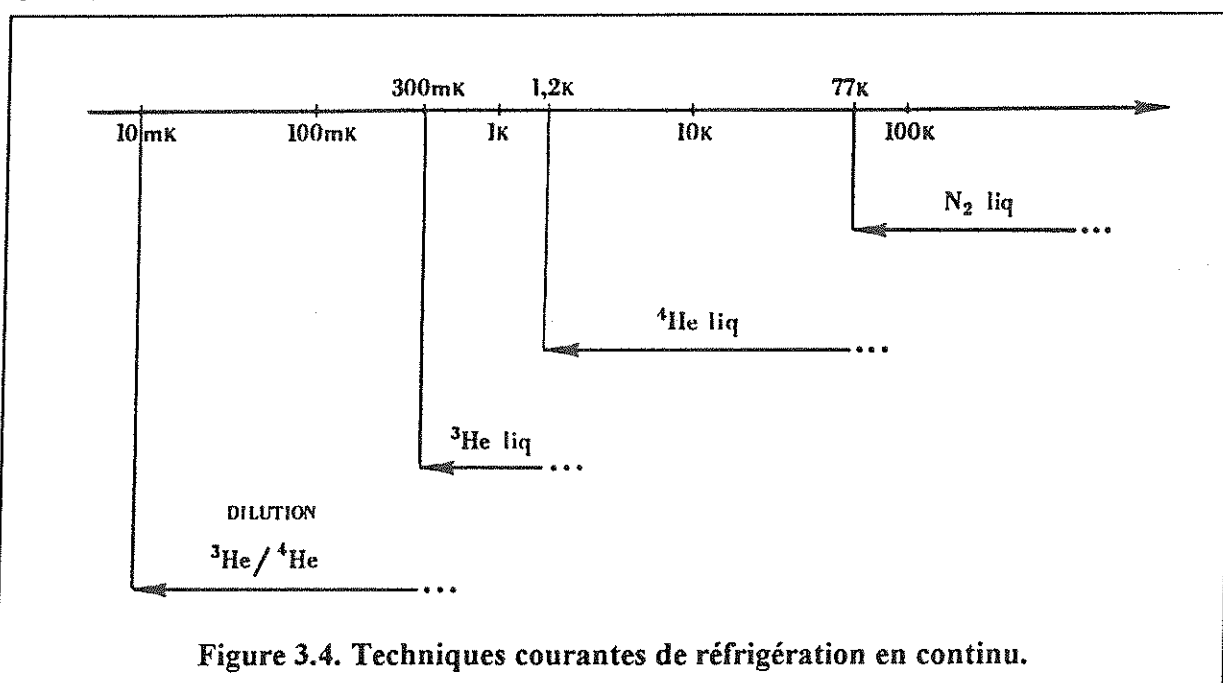 300mK 1,2K 77K
10mK 100mK 1K 10K 100K
N₂ liq
⁴He liq
³He liq
DILUTION
³He/⁴He
Figure 3.4. Techniques courantes de réfrigération en continu.